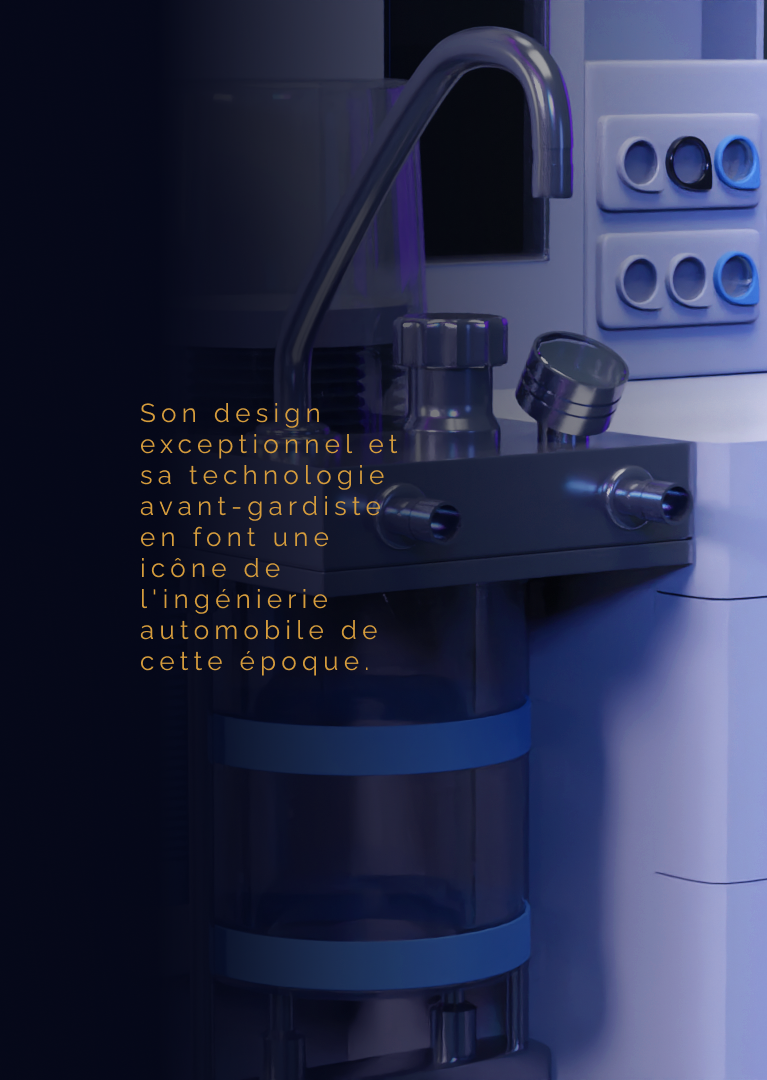 Son design
exceptionnel et
sa technologie
avant-gardiste
en font une
icône de
l'ingénierie
automobile de
cette époque.